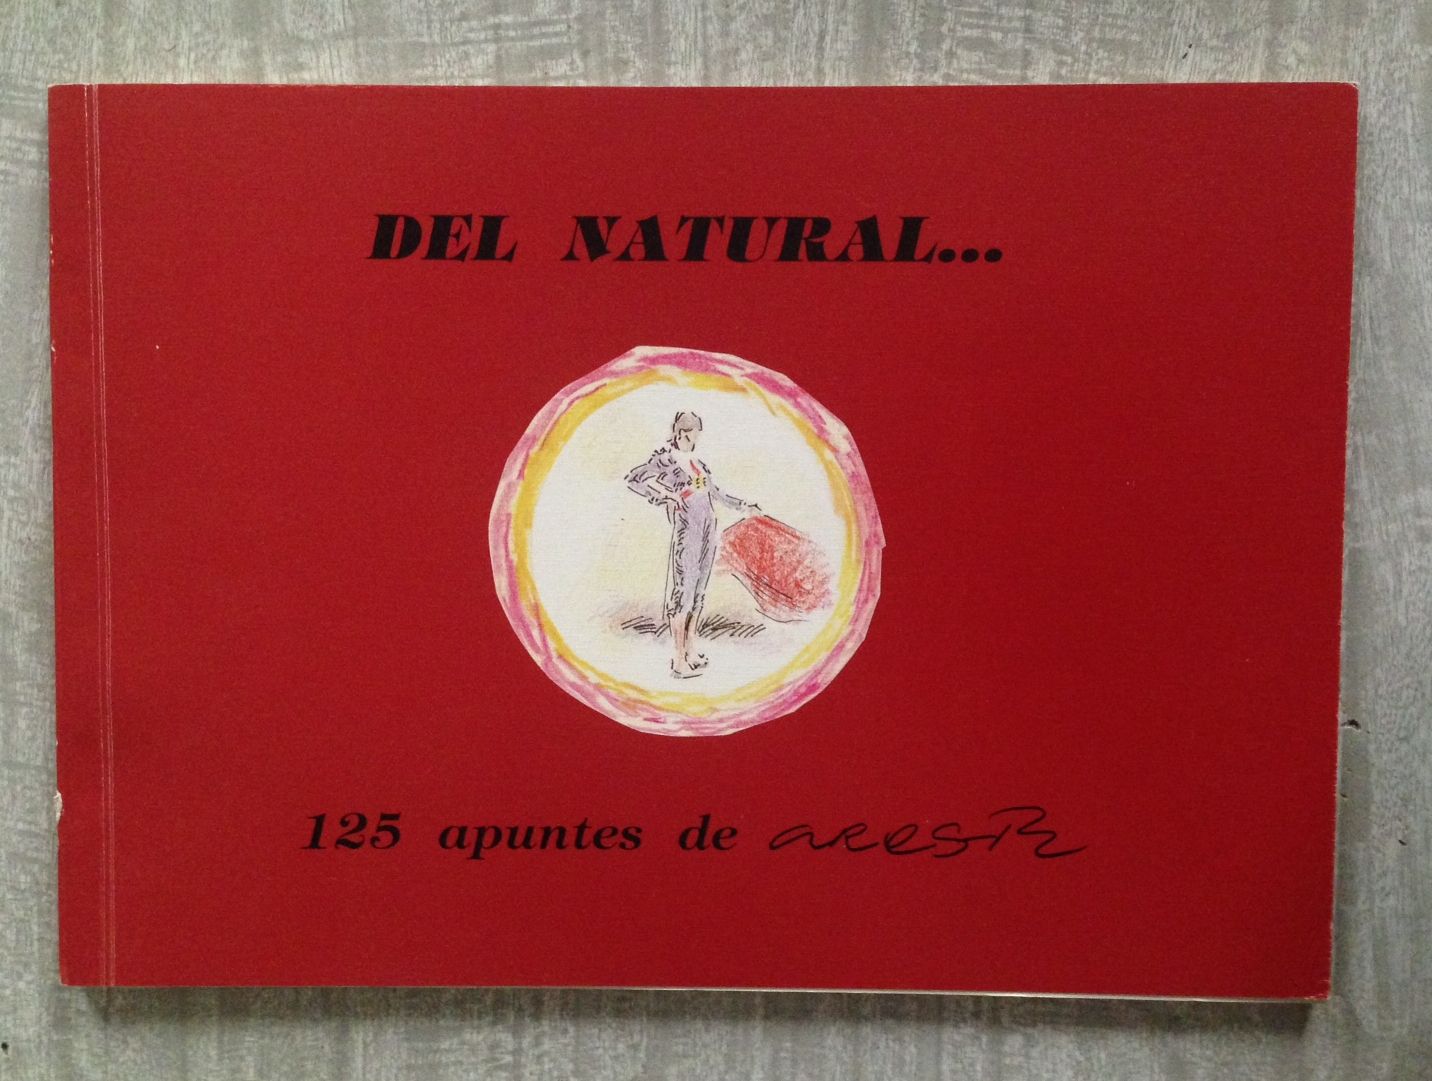 DEL NATURAL...
125 apuntes de